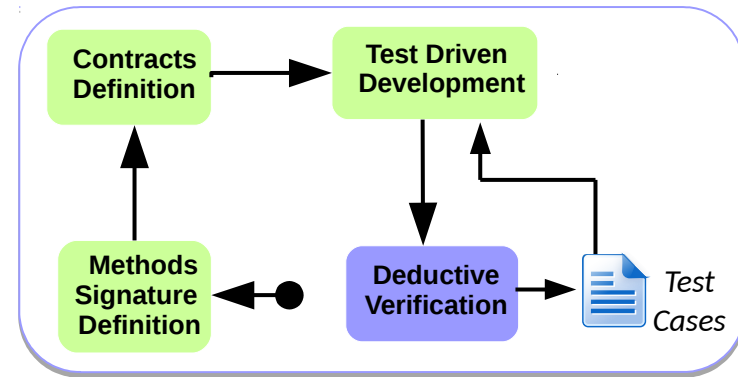 Contracts
Definition
Test Driven
Development
Methods
Signature
Definition
Deductive
Verification
Test
Cases